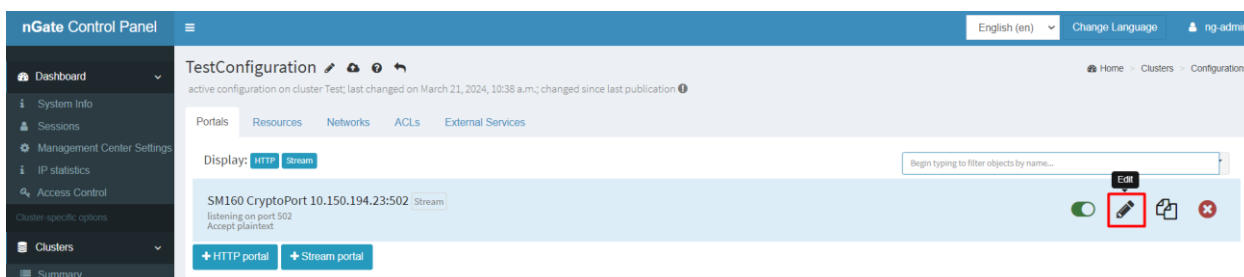 nGate Control Panel
English (en)
Change Language
ng-admin
Dashboard
System Info
Sessions
Management Center Settings
IP statistics
Access Control
Cluster-specific options
Clusters
Summary
TestConfiguration
Home > Clusters > Configuration
active configuration on cluster Test; last changed on March 21, 2024, 10:38 a.m.; changed since last publication
Portals Resources Networks ACLs External Services
Display: HTTP Stream
Begin typing to filter objects by name...
Edit
SM160 CryptoPort 10.150.194.23:502 Stream
listening on port 502
Accept plaintext
+ HTTP portal
+ Stream portal